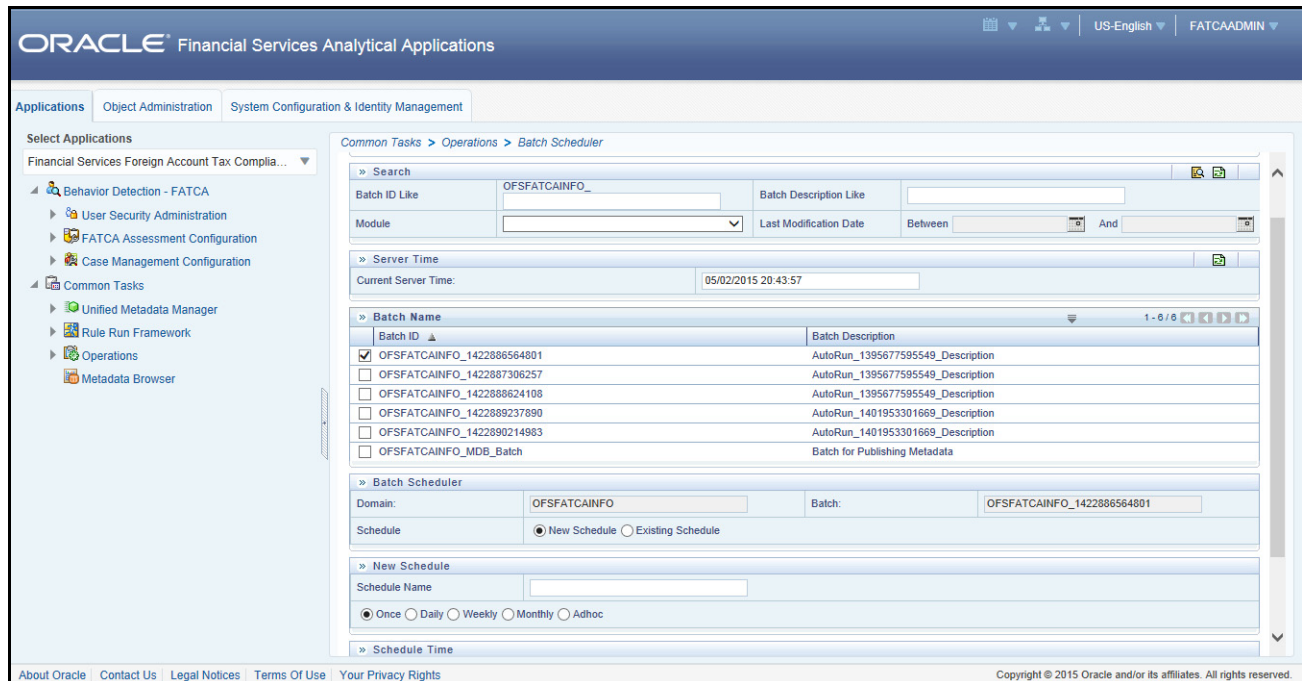 ORACLE® Financial Services Analytical Applications
US-English
FATCAADMIN
Applications
Object Administration
System Configuration & Identity Management
Select Applications
Financial Services Foreign Account Tax Complia...
Behavior Detection - FATCA
User Security Administration
FATCA Assessment Configuration
Case Management Configuration
Common Tasks
Unified Metadata Manager
Rule Run Framework
Operations
Metadata Browser
Common Tasks > Operations > Batch Scheduler
» Search
Batch ID Like OFSFATCAINFO_ Batch Description Like
Module Last Modification Date Between And
» Server Time
Current Server Time: 05/02/2015 20:43:57
» Batch Name 1 - 6 / 6
Batch ID Batch Description
OFSFATCAINFO_1422886564801 AutoRun_1395677595549_Description
OFSFATCAINFO_1422887306257 AutoRun_1395677595549_Description
OFSFATCAINFO_1422888624108 AutoRun_1395677595549_Description
OFSFATCAINFO_1422889237890 AutoRun_1401953301669_Description
OFSFATCAINFO_1422890214983 AutoRun_1401953301669_Description
OFSFATCAINFO_MDB_Batch Batch for Publishing Metadata
» Batch Scheduler
Domain: OFSFATCAINFO Batch: OFSFATCAINFO_1422886564801
Schedule New Schedule Existing Schedule
» New Schedule
Schedule Name
Once Daily Weekly Monthly Adhoc
» Schedule Time
About Oracle | Contact Us | Legal Notices | Terms Of Use | Your Privacy Rights
Copyright © 2015 Oracle and/or its affiliates. All rights reserved.